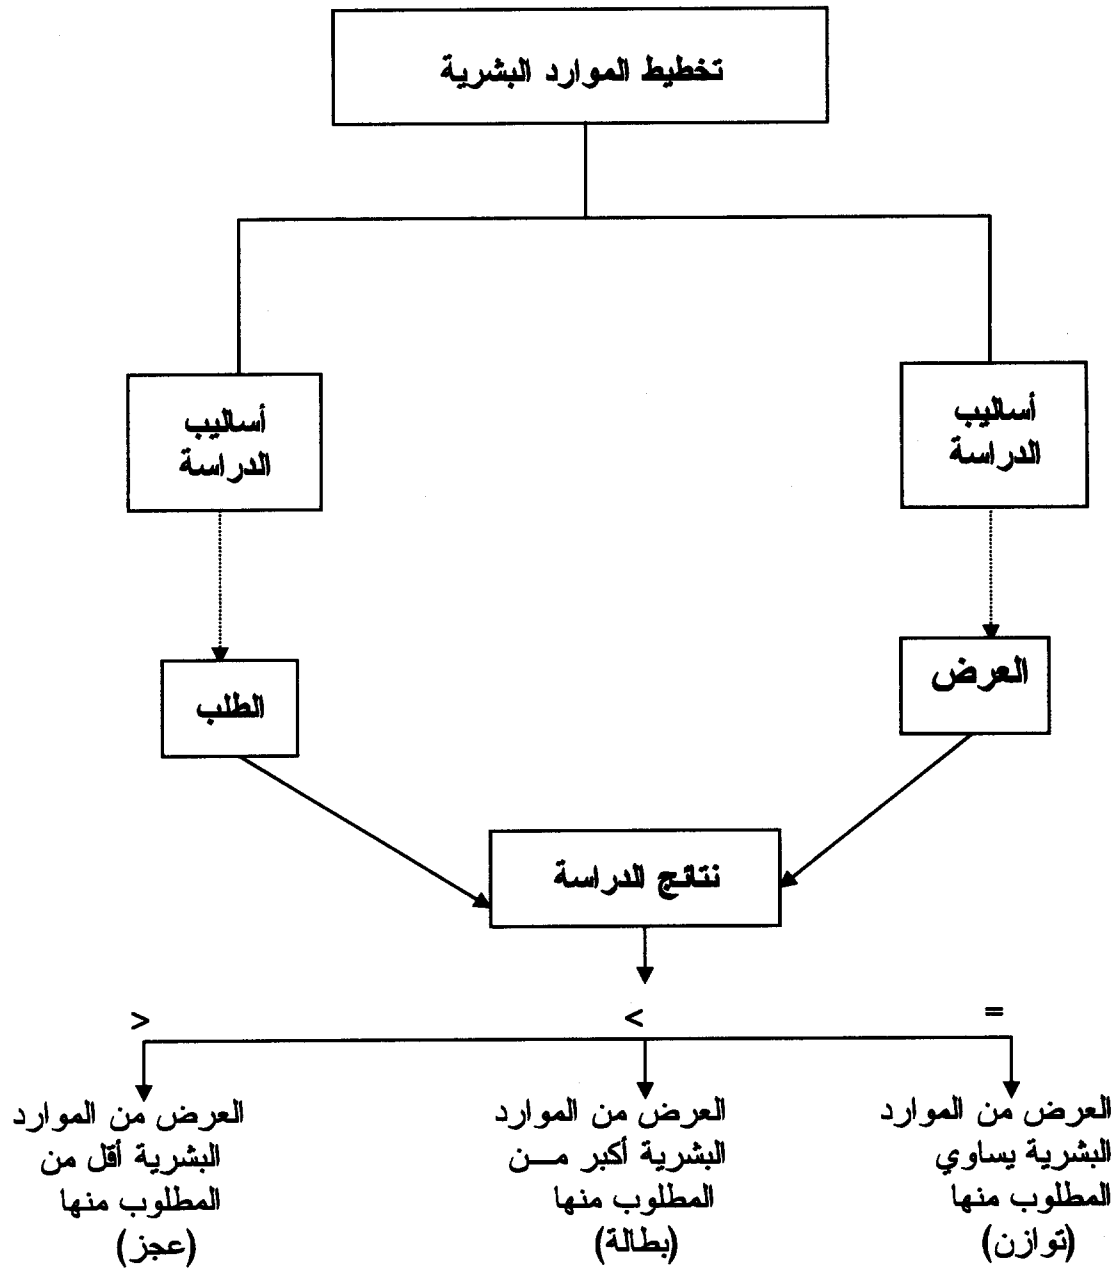 تخطيط الموارد البشرية
أساليب
الدراسة
أساليب
الدراسة
العرض
الطلب
نتائج الدراسة
=
<
>
العرض من الموارد
البشرية يساوي
المطلوب منها
(توازن)
العرض من الموارد
البشرية أكبر مـــن
المطلوب منها
(بطالة)
العرض من الموارد
البشرية أقل من
المطلوب منها
(عجز)